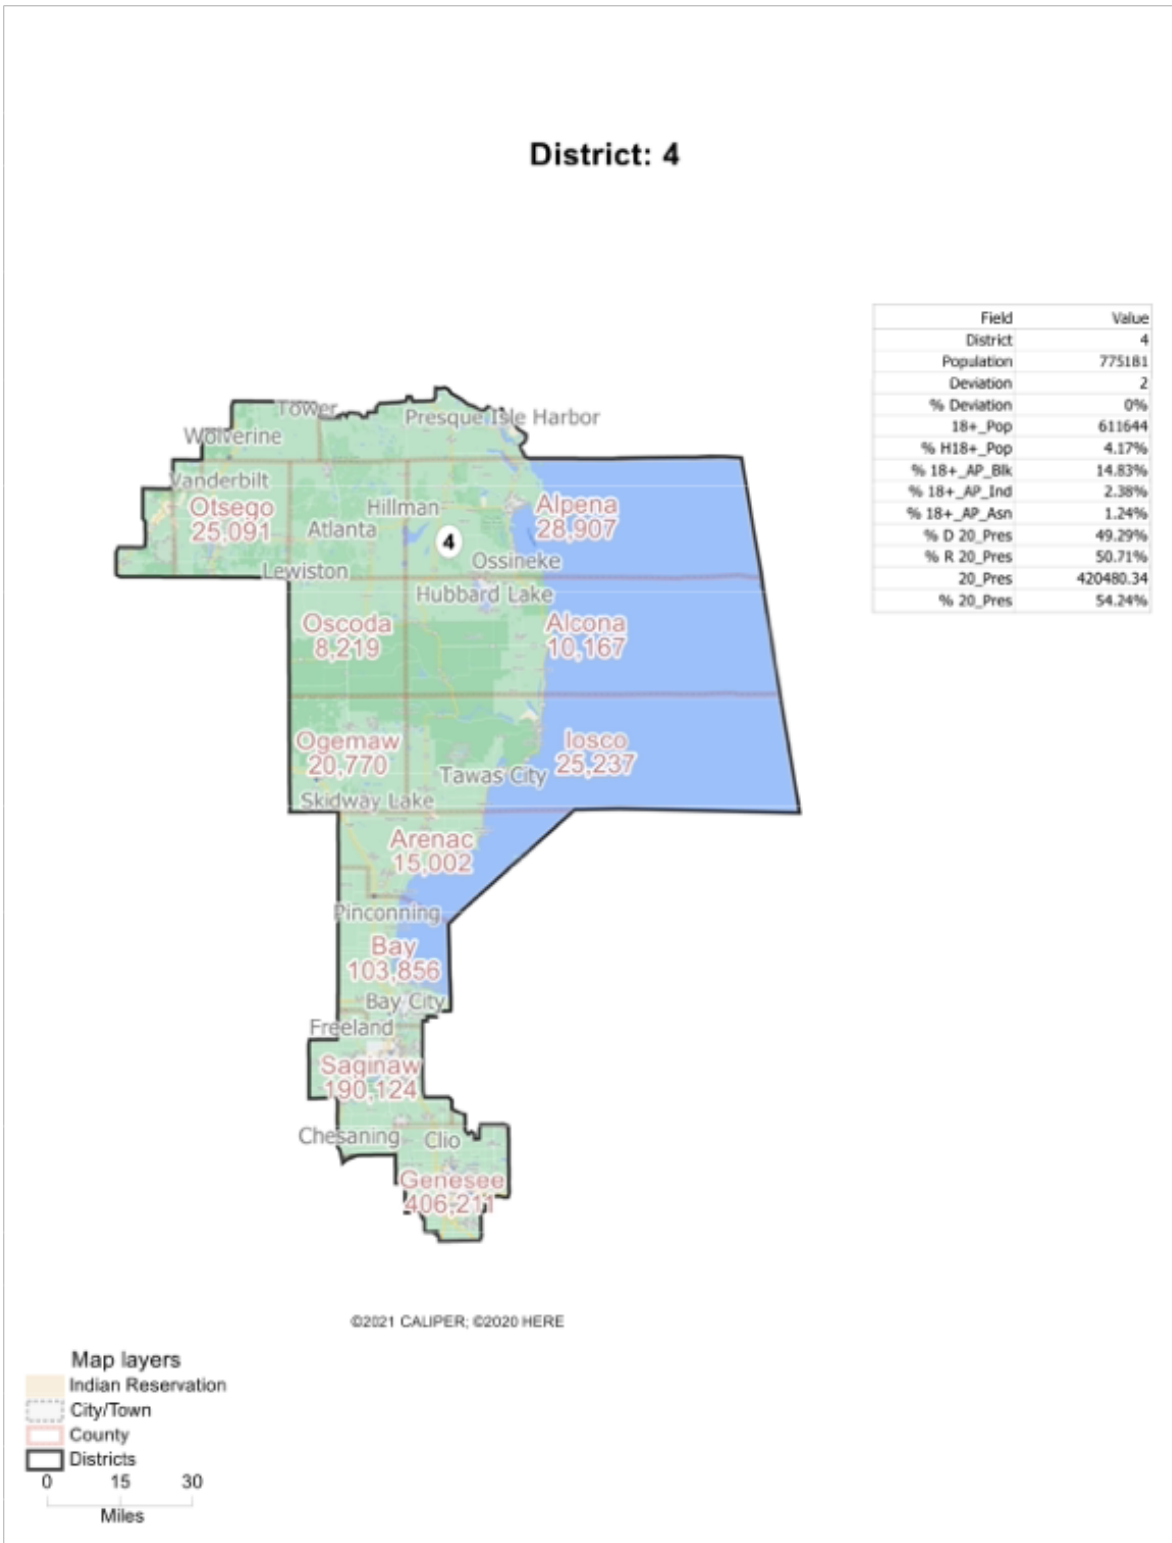 District: 4
Field Value
District 4
Population 775181
Deviation 2
% Deviation 0%
18+_Pop 611644
% H18+_Pop 4.17%
% 18+_AP_Blk 14.83%
% 18+_AP_Ind 2.38%
% 18+_AP_Asn 1.24%
% D 20_Pres 49.29%
% R 20_Pres 50.71%
20_Pres 420480.34
% 20_Pres 54.24%
Tower
Presque Isle Harbor
Wolverine
Vanderbilt
Otsego
25,091
Hillman
Atlanta
Alpena
28,907
4
Ossineke
Lewiston
Hubbard Lake
Oscoda
8,219
Alcona
10,167
Ogemaw
20,770
Iosco
25,237
Tawas City
Skidway Lake
Arenac
15,002
Pinconning
Bay
103,856
Bay City
Freeland
Saginaw
190,124
Chesaning
Clio
Genesee
406,211
©2021 CALIPER; ©2020 HERE
Map layers
Indian Reservation
City/Town
County
Districts
0 15 30
Miles